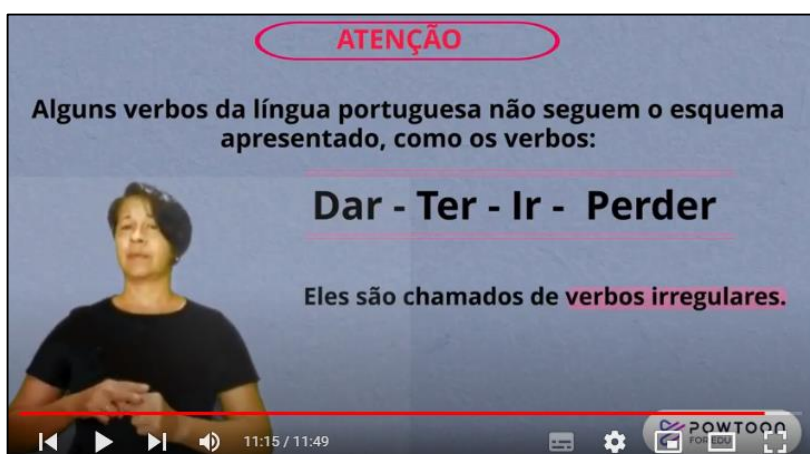 ATENÇÃO
Alguns verbos da língua portuguesa não seguem o esquema
apresentado, como os verbos:
Dar - Ter - Ir - Perder
Eles são chamados de verbos irregulares.
11:15 / 11:49
POWTOON
FOR EDU